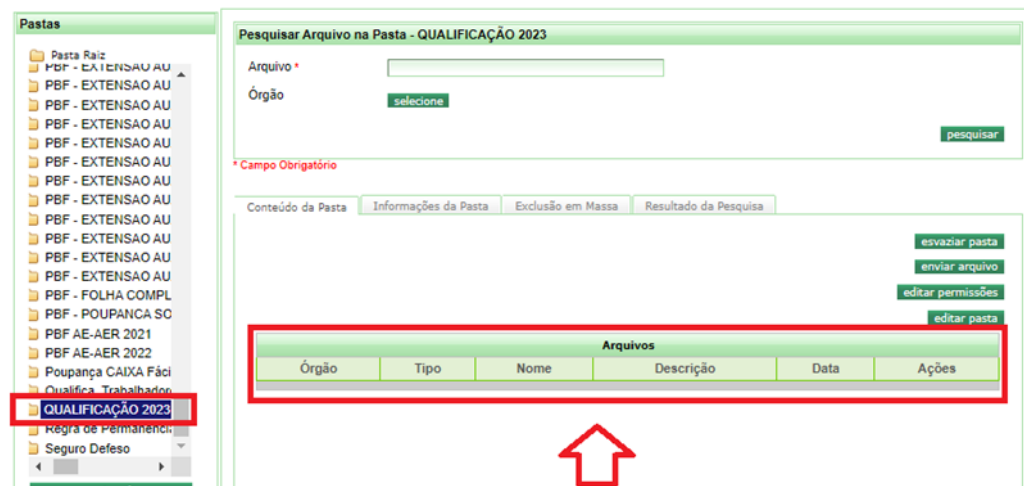 Pastas
Pasta Raiz
PBF - EXTENSAO AU
PBF - EXTENSAO AU
PBF - EXTENSAO AU
PBF - EXTENSAO AU
PBF - EXTENSAO AU
PBF - EXTENSAO AU
PBF - EXTENSAO AU
PBF - EXTENSAO AU
PBF - EXTENSAO AU
PBF - EXTENSAO AU
PBF - EXTENSAO AU
PBF - EXTENSAO AU
PBF - FOLHA COMPL
PBF - POUPANCA SO
PBF AE-AER 2021
PBF AE-AER 2022
Poupança CAIXA Fáci
Qualifica. Trabalhador
QUALIFICAÇÃO 2023
Regra de Permanenci
Seguro Defeso
Pesquisar Arquivo na Pasta - QUALIFICAÇÃO 2023
Arquivo *
Órgão selecione
pesquisar
* Campo Obrigatório
Conteúdo da Pasta Informações da Pasta Exclusão em Massa Resultado da Pesquisa
esvaziar pasta
enviar arquivo
editar permissões
editar pasta
Arquivos
Órgão Tipo Nome Descrição Data Ações